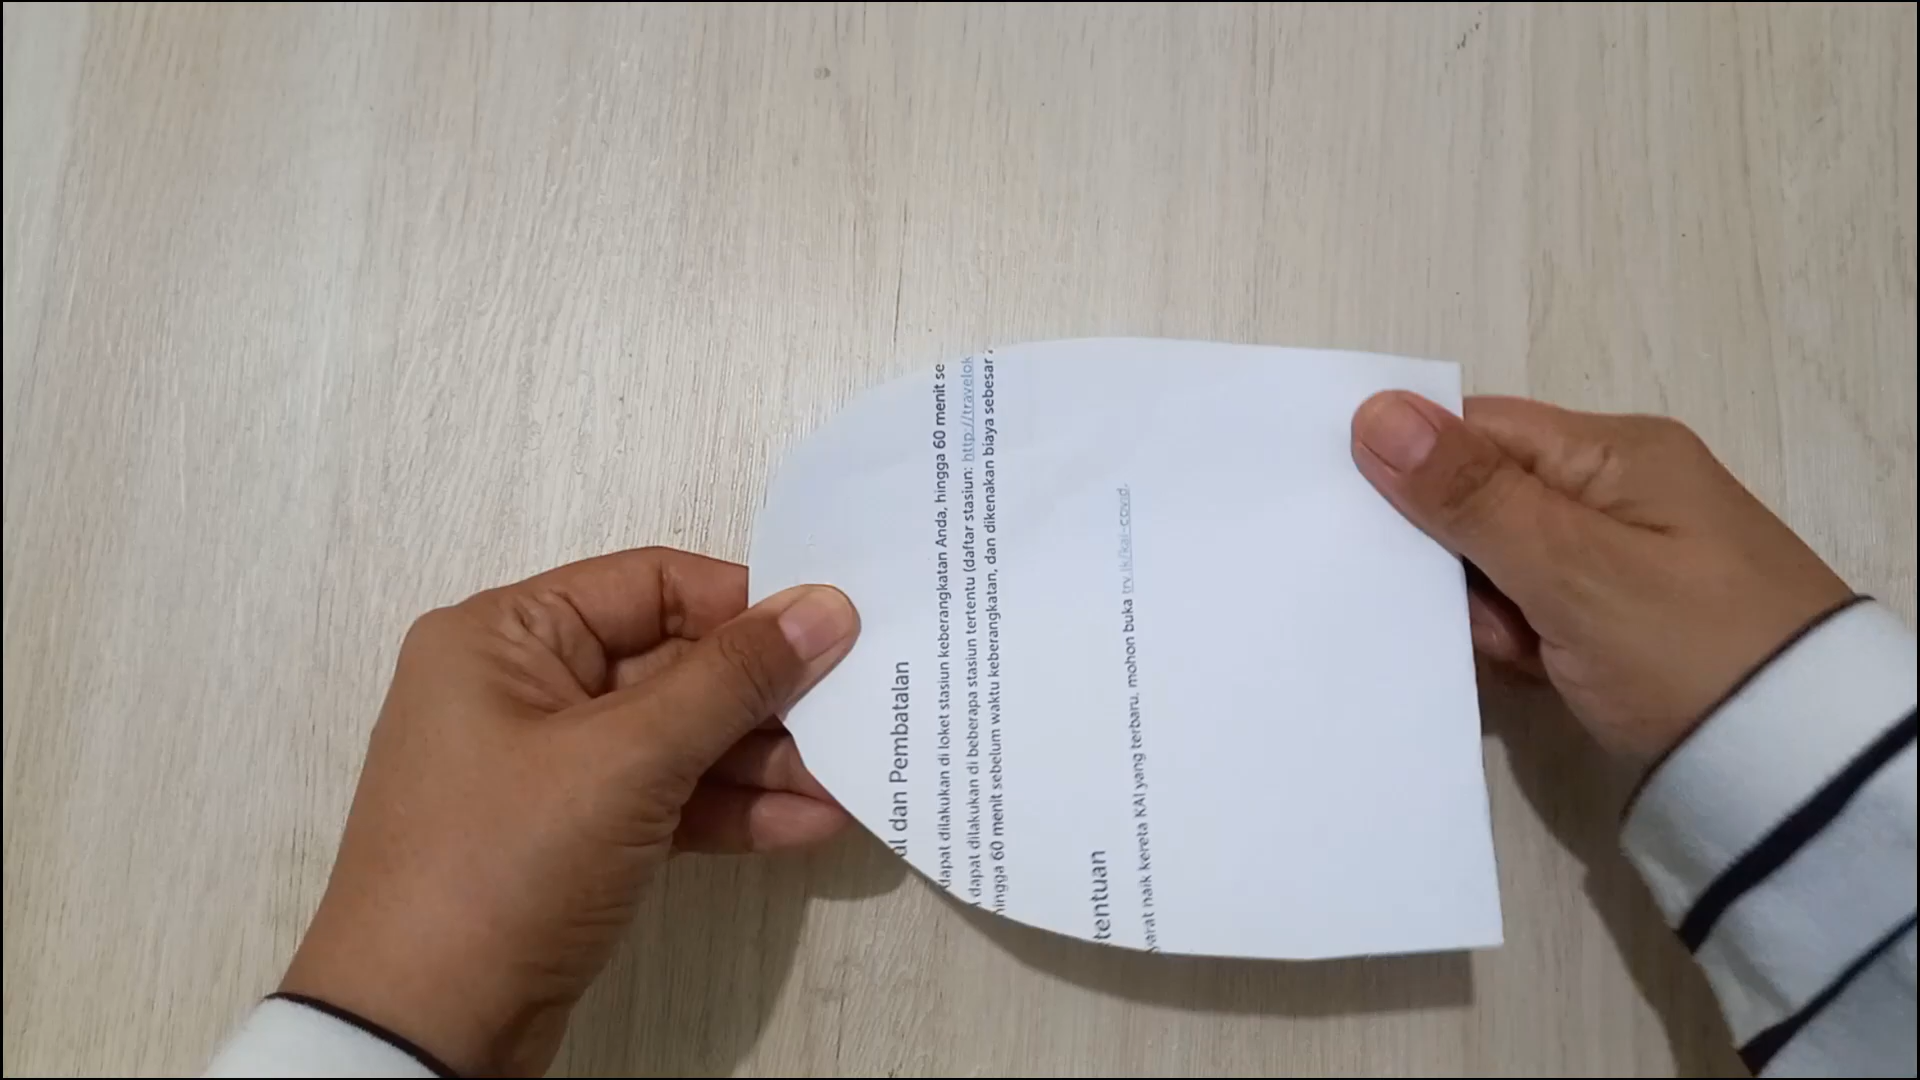 al dan Pembatalan
dapat dilakukan di loket stasiun keberangkatan Anda, hingga 60 menit se
dapat dilakukan di beberapa stasiun tertentu (daftar stasiun: http://travelok
hingga 60 menit sebelum waktu keberangkatan, dan dikenakan biaya sebesar
tentuan
yarat naik kereta KAI yang terbaru, mohon buka trv.lk/kai-covid.